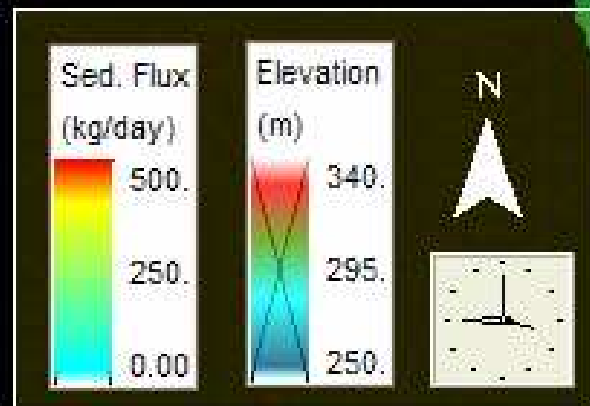 Sed. Flux
(kg/day)
500.
250.
0.00
Elevation
(m)
340.
295.
250.
N